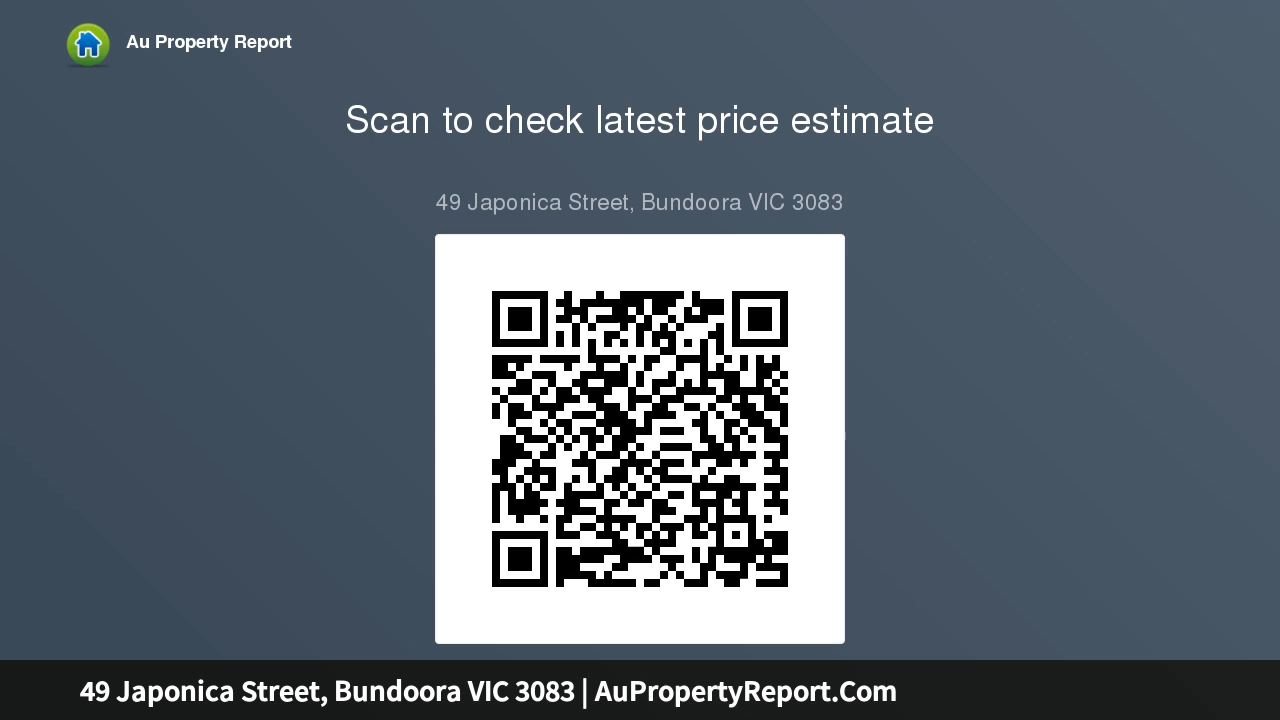 Au Property Report
Scan to check latest price estimate
49 Japonica Street, Bundoora VIC 3083
49 Japonica Street, Bundoora VIC 3083 | AuPropertyReport.Com